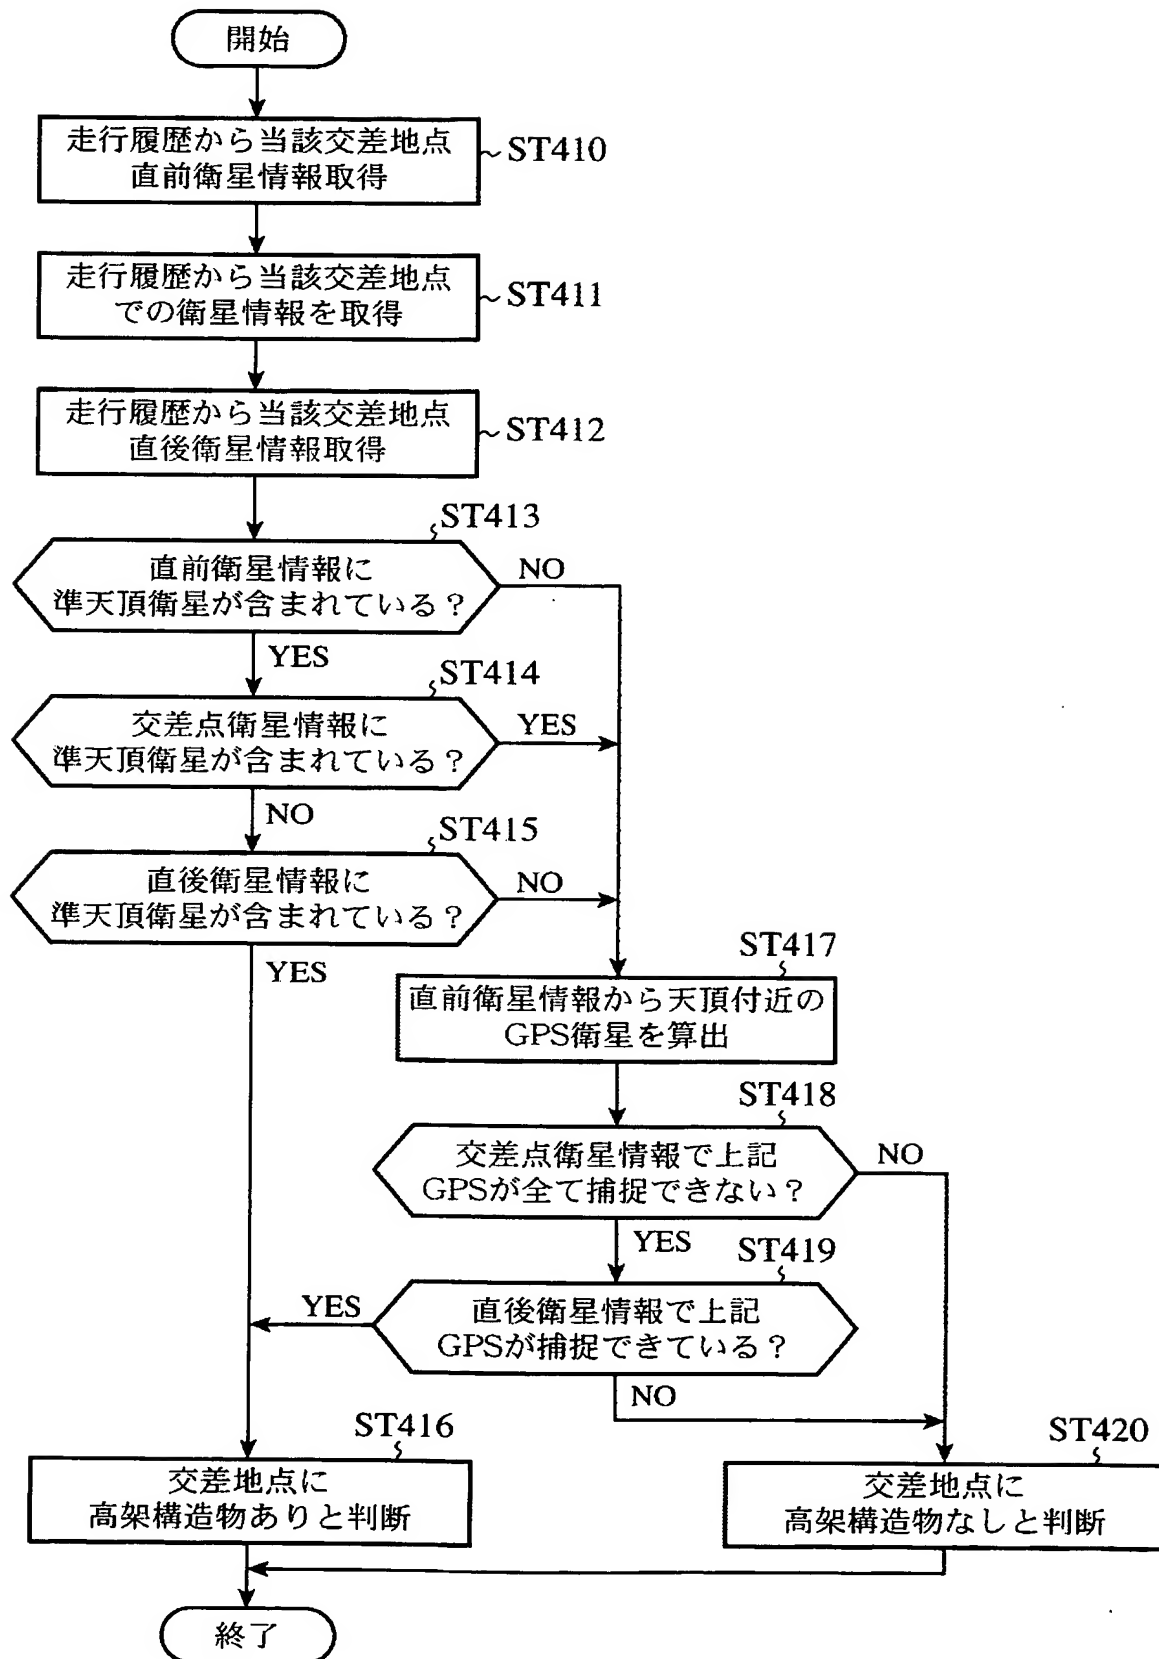 開始
走行履歴から当該交差地点
直前衛星情報取得
ST410
走行履歴から当該交差地点
での衛星情報を取得
ST411
走行履歴から当該交差地点
直後衛星情報取得
ST412
ST413
直前衛星情報に
準天頂衛星が含まれている？
NO
YES
ST414
交差点衛星情報に
準天頂衛星が含まれている？
YES
NO
ST415
直後衛星情報に
準天頂衛星が含まれている？
NO
YES
ST417
直前衛星情報から天頂付近の
GPS衛星を算出
ST418
交差点衛星情報で上記
GPSが全て捕捉できない？
NO
YES
ST419
直後衛星情報で上記
GPSが捕捉できている？
YES
NO
ST416
交差地点に
高架構造物ありと判断
ST420
交差地点に
高架構造物なしと判断
終了